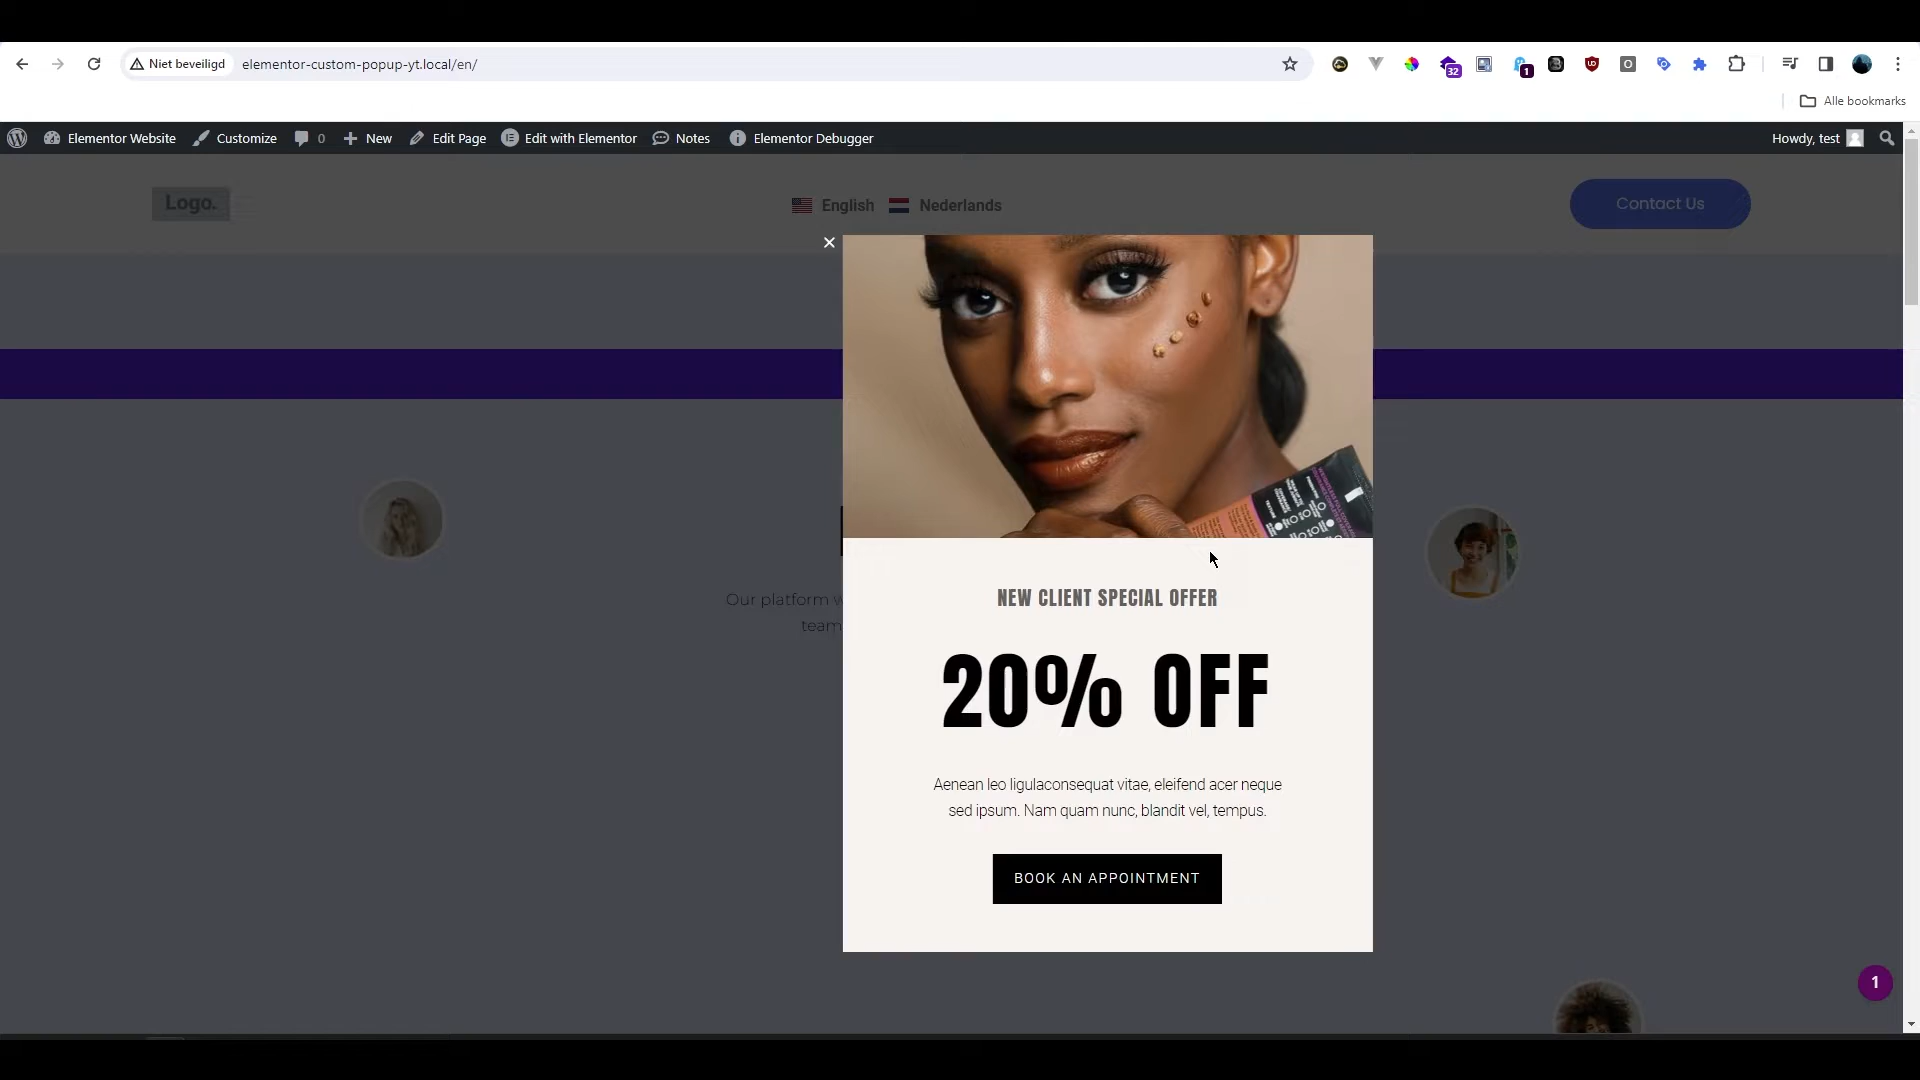 Niet beveiligd
elementor-custom-popup-yt.local/en/
32
1
Alle bookmarks
Elementor Website
Customize
0
New
Edit Page
Edit with Elementor
Notes
Elementor Debugger
Howdy, test
Logo.
English
Nederlands
Contact Us
Our platform
team
NEW CLIENT SPECIAL OFFER
20% OFF
Aenean leo ligulaconsequat vitae, eleifend acer neque
sed ipsum. Nam quam nunc, blandit vel, tempus.
BOOK AN APPOINTMENT
1